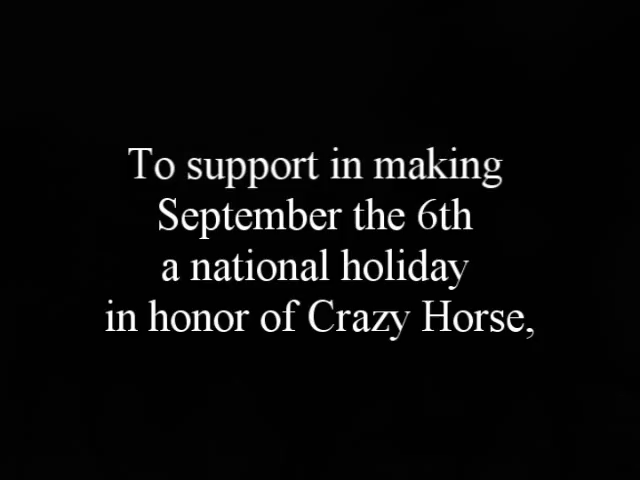 To support in making
September the 6th
a national holiday
in honor of Crazy Horse,